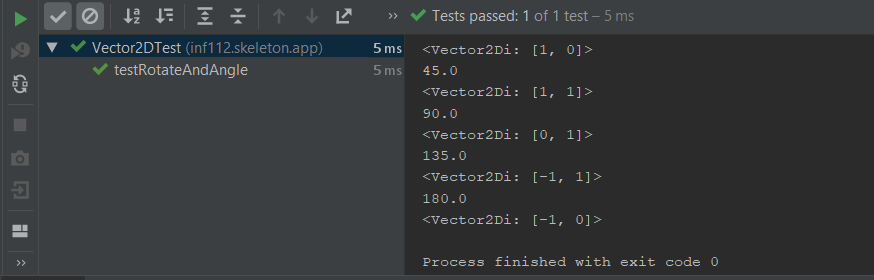 Tests passed: 1 of 1 test – 5 ms
Vector2DTest (inf112.skeleton.app) 5 ms
testRotateAndAngle 5 ms
<Vector2Di: [1, 0]>
45.0
<Vector2Di: [1, 1]>
90.0
<Vector2Di: [0, 1]>
135.0
<Vector2Di: [-1, 1]>
180.0
<Vector2Di: [-1, 0]>
Process finished with exit code 0